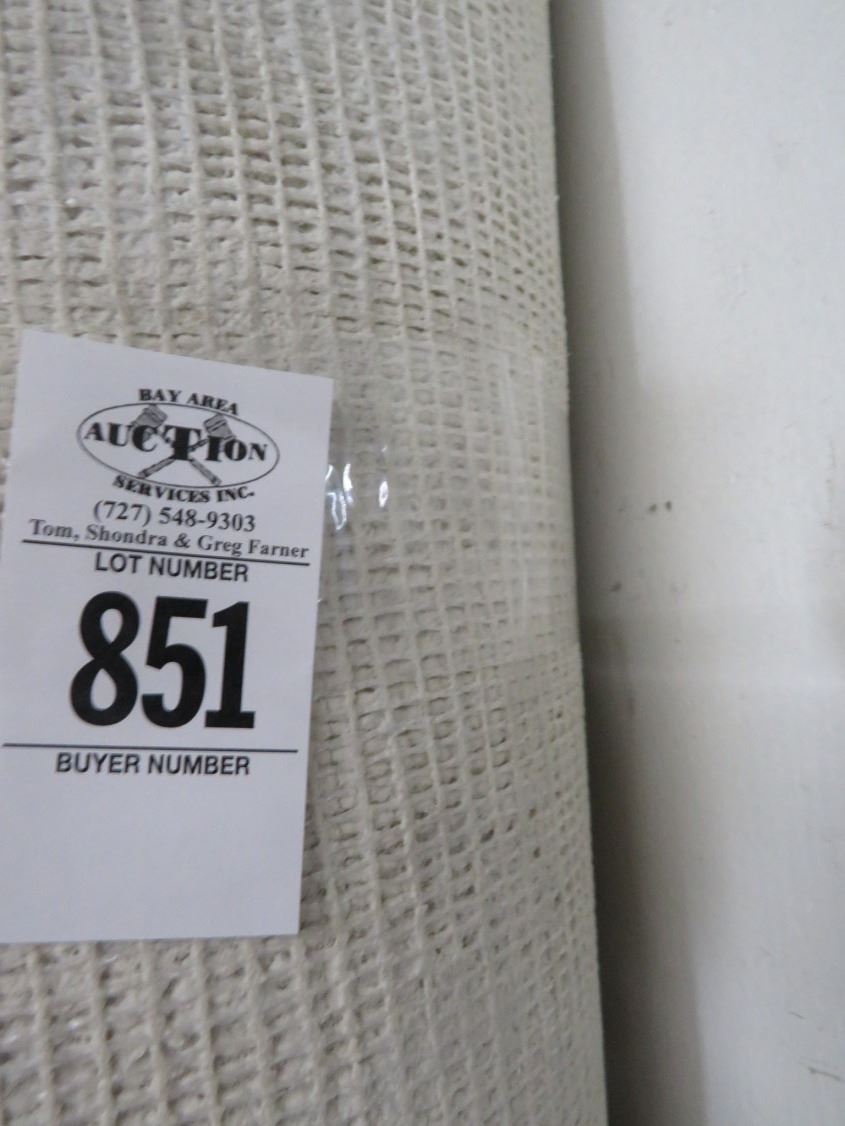 BAY AREA
AUCTION
SERVICES INC.
(727) 548-9303
Tom, Shondra & Greg Farner
LOT NUMBER
851
BUYER NUMBER